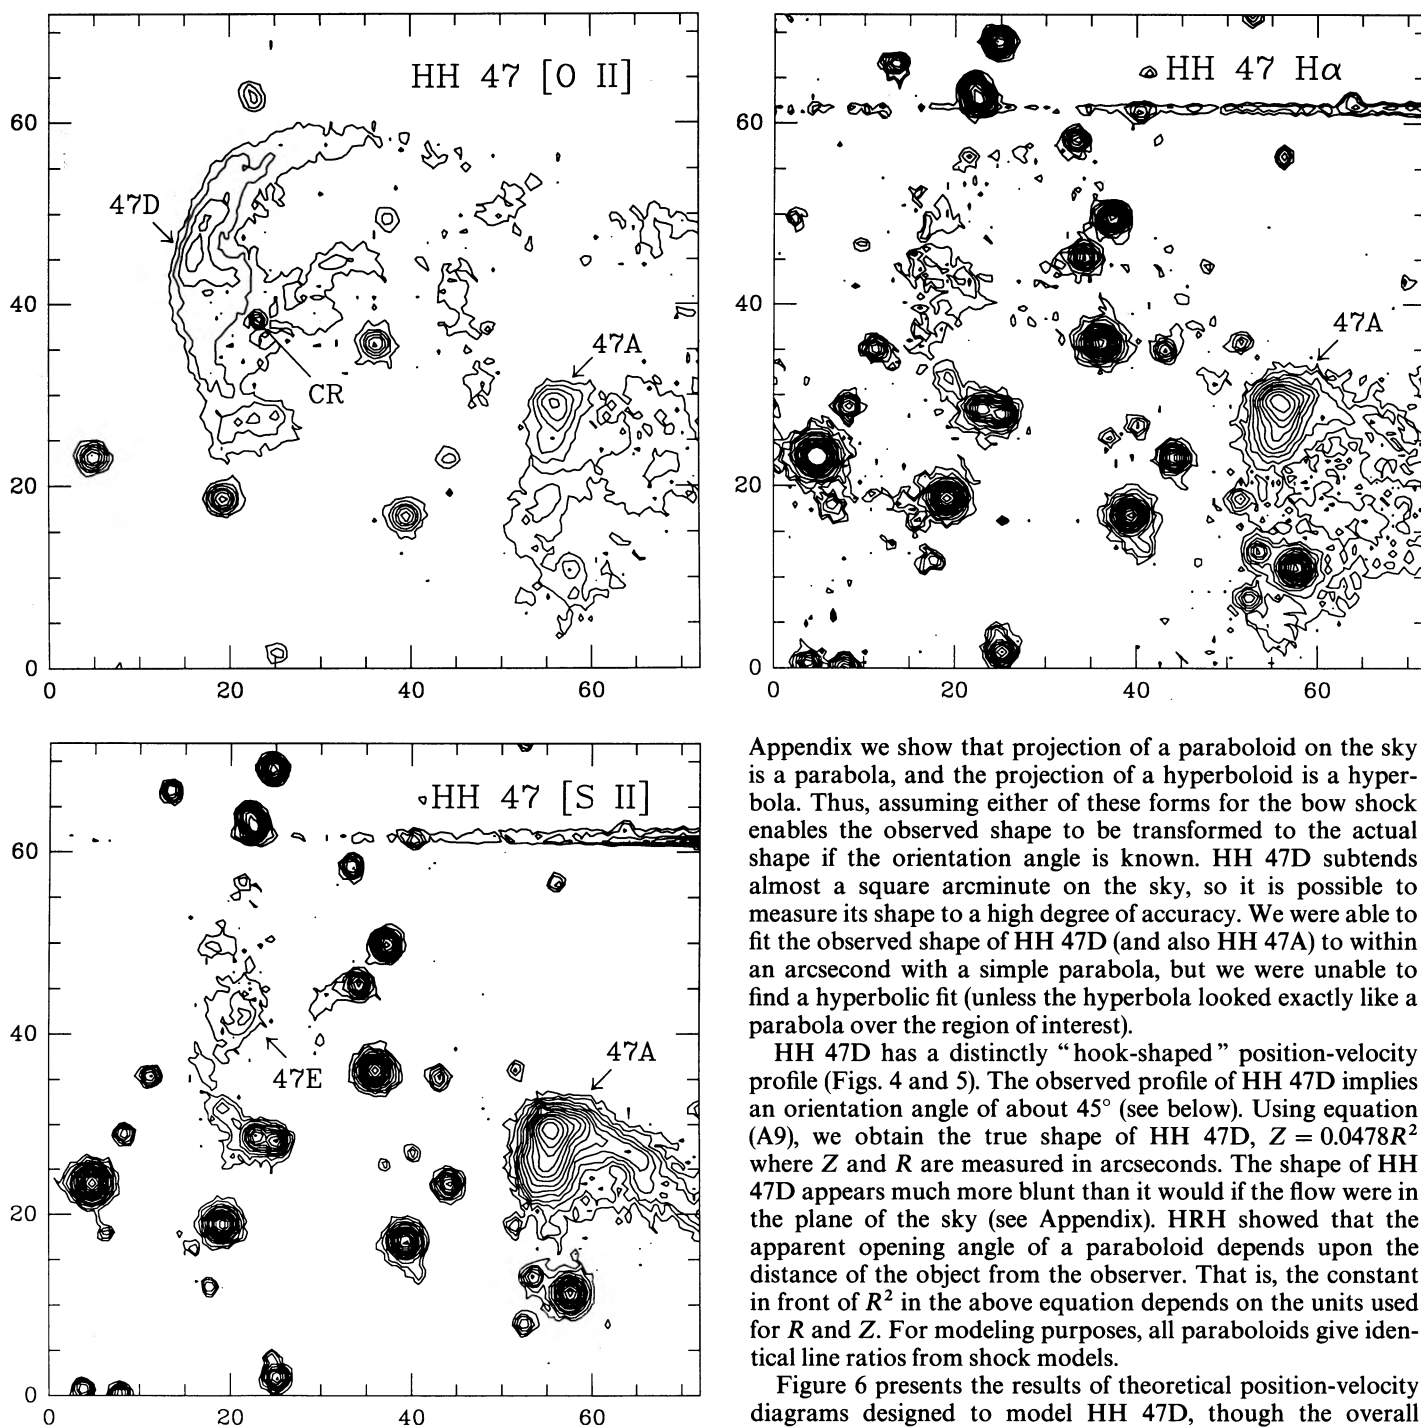 HH 47 [O II]
60
47D
40
47A
CR
20
0
0 20 40 60
HH 47 Hα
60
40
47A
20
0
0 20 40 60
HH 47 [S II]
60
40
47E
47A
20
0
0 20 40 60
Appendix we show that projection of a paraboloid on the sky
is a parabola, and the projection of a hyperboloid is a hyper-
bola. Thus, assuming either of these forms for the bow shock
enables the observed shape to be transformed to the actual
shape if the orientation angle is known. HH 47D subtends
almost a square arcminute on the sky, so it is possible to
measure its shape to a high degree of accuracy. We were able to
fit the observed shape of HH 47D (and also HH 47A) to within
an arcsecond with a simple parabola, but we were unable to
find a hyperbolic fit (unless the hyperbola looked exactly like a
parabola over the region of interest).
HH 47D has a distinctly “hook-shaped” position-velocity
profile (Figs. 4 and 5). The observed profile of HH 47D implies
an orientation angle of about 45° (see below). Using equation
(A9), we obtain the true shape of HH 47D, Z = 0.0478R²
where Z and R are measured in arcseconds. The shape of HH
47D appears much more blunt than it would if the flow were in
the plane of the sky (see Appendix). HRH showed that the
apparent opening angle of a paraboloid depends upon the
distance of the object from the observer. That is, the constant
in front of R² in the above equation depends on the units used
for R and Z. For modeling purposes, all paraboloids give iden-
tical line ratios from shock models.
Figure 6 presents the results of theoretical position-velocity
diagrams designed to model HH 47D, though the overall